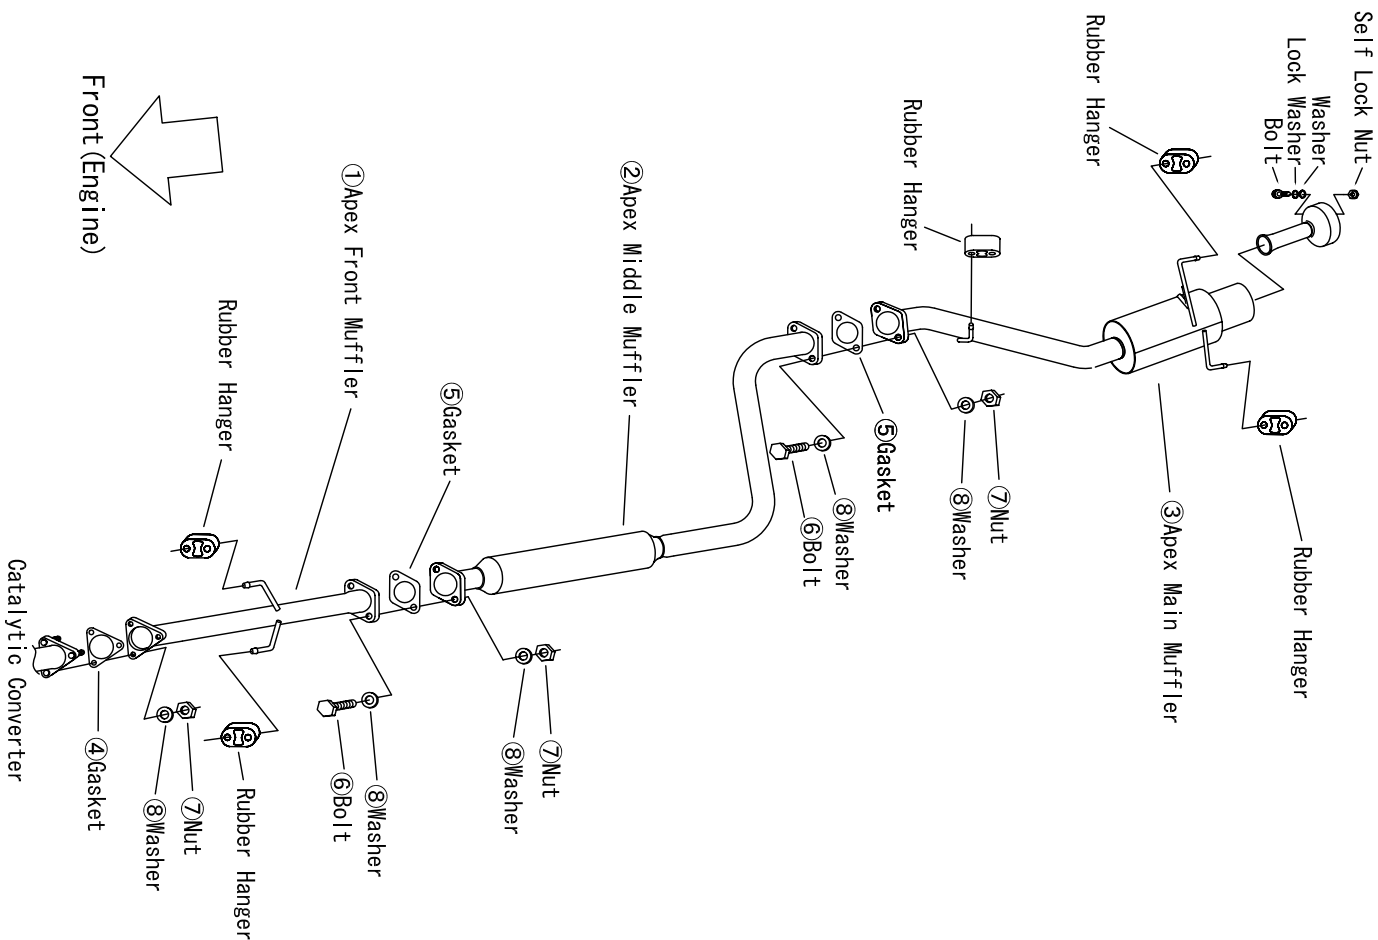 Self Lock Nut
Washer
Lock Washer
Bolt
Rubber Hanger
Rubber Hanger
②Apex Middle Muffler
①Apex Front Muffler
Front(Engine)
Rubber Hanger
⑤Gasket
⑤Gasket
⑦Nut
⑧Washer
⑧Washer
⑥Bolt
③Apex Main Muffler
Rubber Hanger
Catalytic Converter
④Gasket
⑧Washer
⑦Nut
Rubber Hanger
⑥Bolt
⑧Washer
⑧Washer
⑦Nut